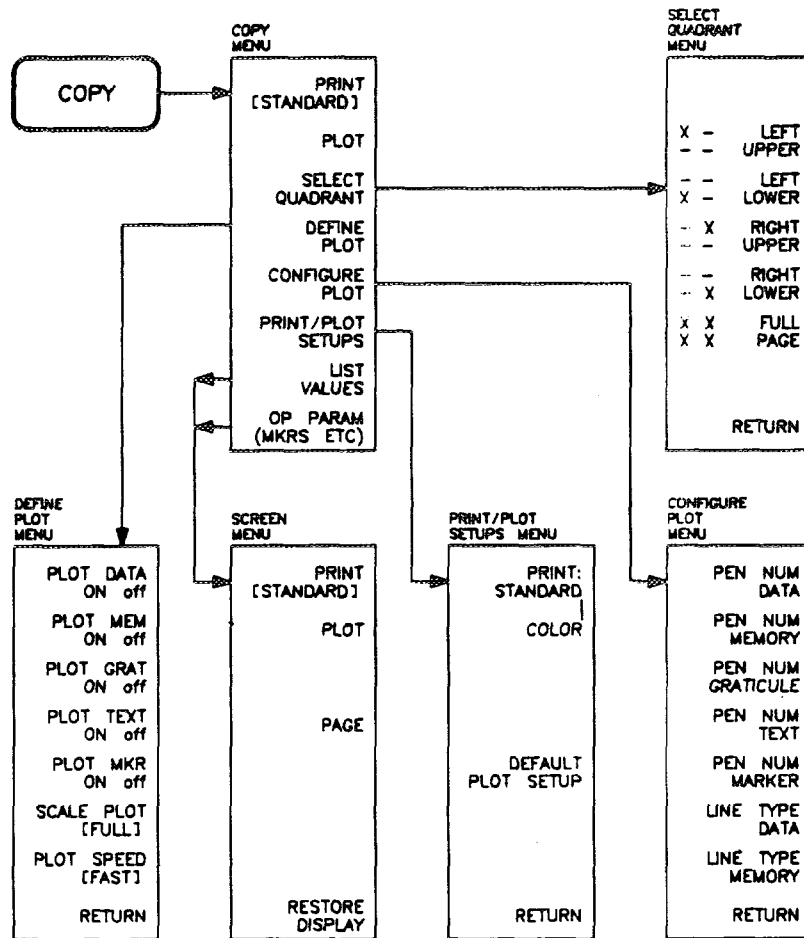 COPY
COPY
MENU
PRINT
[STANDARD]
PLOT
SELECT
QUADRANT
DEFINE
PLOT
CONFIGURE
PLOT
PRINT/PLOT
SETUPS
LIST
VALUES
OP PARAM
(MKRS ETC)
SELECT
QUADRANT
MENU
X - LEFT
- - UPPER
- - LEFT
X - LOWER
- X RIGHT
- - UPPER
- - RIGHT
- X LOWER
X X FULL
X X PAGE
RETURN
DEFINE
PLOT
MENU
PLOT DATA
ON off
PLOT MEM
ON off
PLOT GRAT
ON off
PLOT TEXT
ON off
PLOT MKR
ON off
SCALE PLOT
[FULL]
PLOT SPEED
[FAST]
RETURN
SCREEN
MENU
PRINT
[STANDARD]
PLOT
PAGE
RESTORE
DISPLAY
PRINT/PLOT
SETUPS MENU
PRINT:
STANDARD
COLOR
DEFAULT
PLOT SETUP
RETURN
CONFIGURE
PLOT
MENU
PEN NUM
DATA
PEN NUM
MEMORY
PEN NUM
GRATICULE
PEN NUM
TEXT
PEN NUM
MARKER
LINE TYPE
DATA
LINE TYPE
MEMORY
RETURN